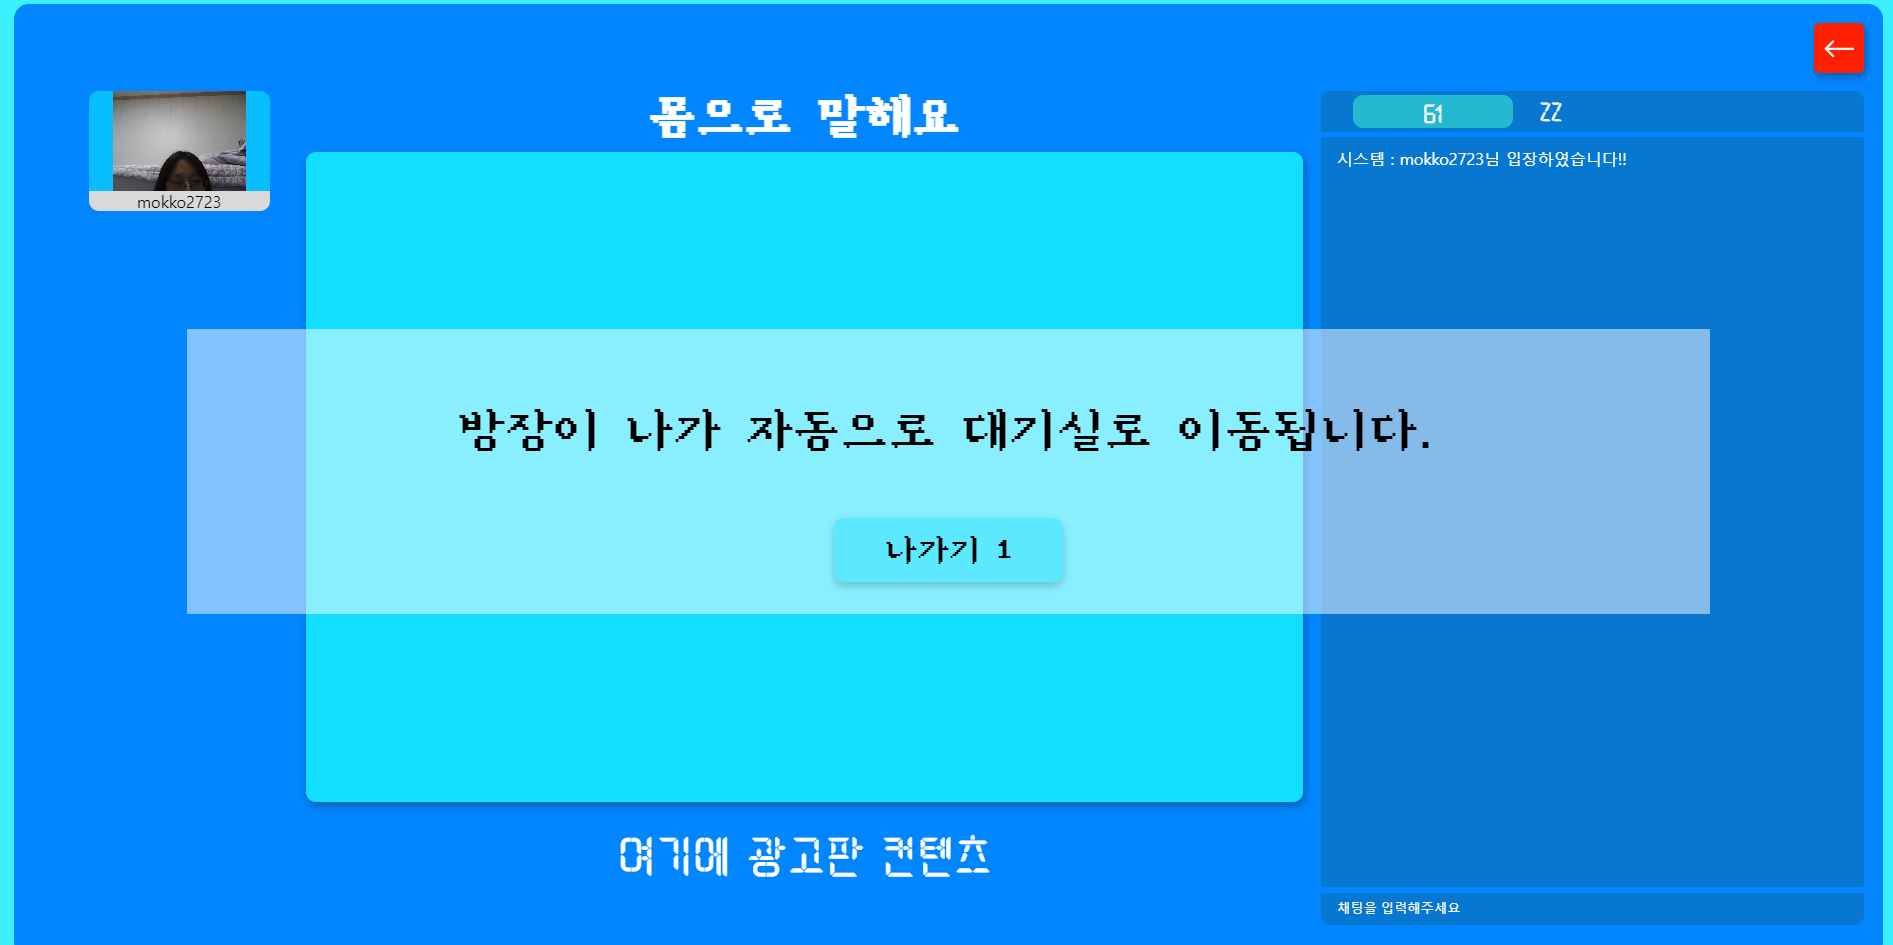 몸으로 말해요
mokko2723
61
ZZ
시스템 : mokko2723님 입장하였습니다!!
방장이 나가 자동으로 대기실로 이동됩니다.
나가기 1
여기에 광고판 컨텐츠
채팅을 입력해주세요